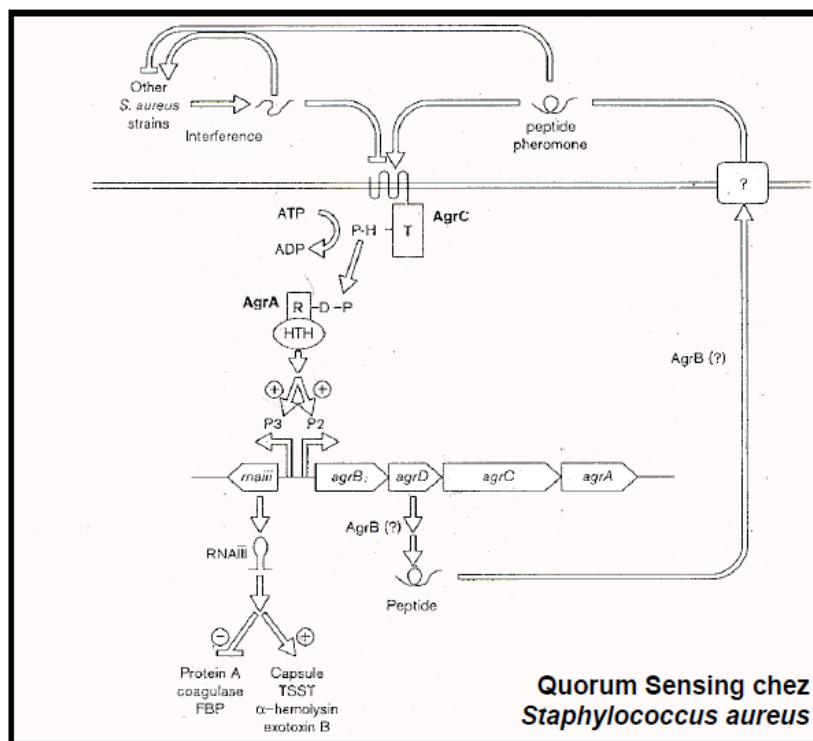 Other
S. aureus
strains
Interference
peptide
pheromone
?
ATP
ADP
P-H
T
AgrC
AgrA
R
D
P
HTH
AgrB (?)
+
+
P3
P2
rnaiii
agrB
agrD
agrC
agrA
RNAiii
AgrB (?)
Peptide
−
+
Protein A
coagulase
FBP
Capsule
TSST
α-hemolysin
exotoxin B
Quorum Sensing chez
Staphylococcus aureus